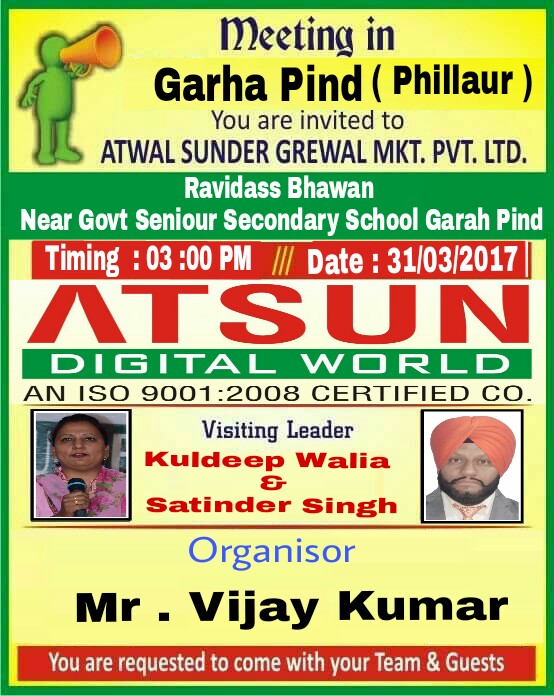 Meeting in
Garha Pind ( Phillaur )
You are invited to
ATWAL SUNDER GREWAL MKT. PVT. LTD.
Ravidass Bhawan
Near Govt Seniour Secondary School Garah Pind
Timing : 03 :00 PM /// Date : 31/03/2017
ATSUN
DIGITAL WORLD
AN ISO 9001:2008 CERTIFIED CO.
Visiting Leader
Kuldeep Walia
&
Satinder Singh
Organisor
Mr . Vijay Kumar
You are requested to come with your Team & Guests